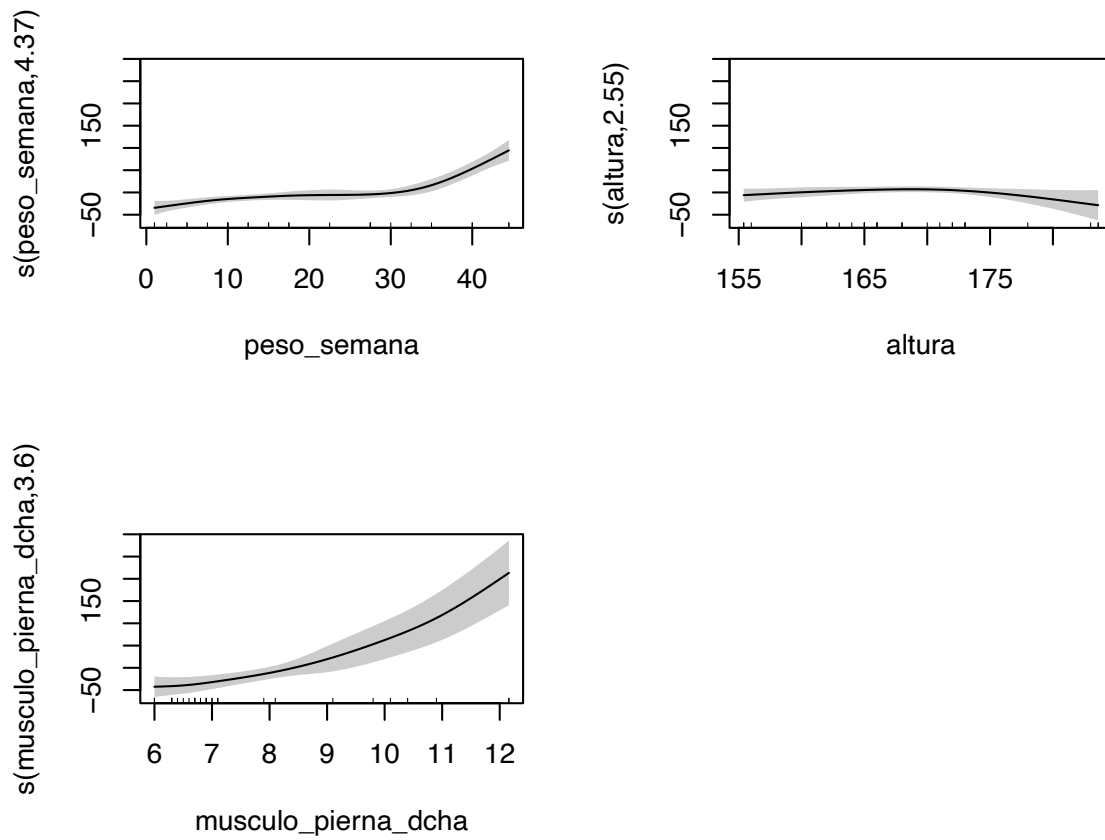 s(peso_semana,4.37)
150
−50
0 10 20 30 40
peso_semana
s(altura,2.55)
150
−50
155 165 175
altura
s(musculo_pierna_dcha,3.6)
150
−50
6 7 8 9 10 11 12
musculo_pierna_dcha